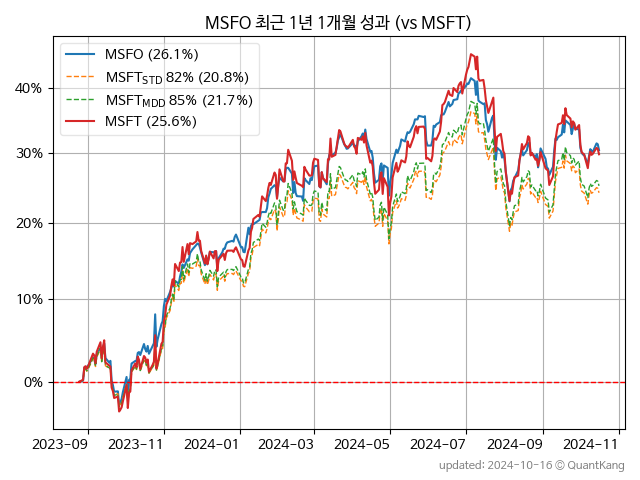 MSFO 최근 1년 1개월 성과 (vs MSFT)
MSFO (26.1%)
MSFT_STD 82% (20.8%)
MSFT_MDD 85% (21.7%)
MSFT (25.6%)
40%
30%
20%
10%
0%
2023-09 2023-11 2024-01 2024-03 2024-05 2024-07 2024-09 2024-11
updated: 2024-10-16 © QuantKang